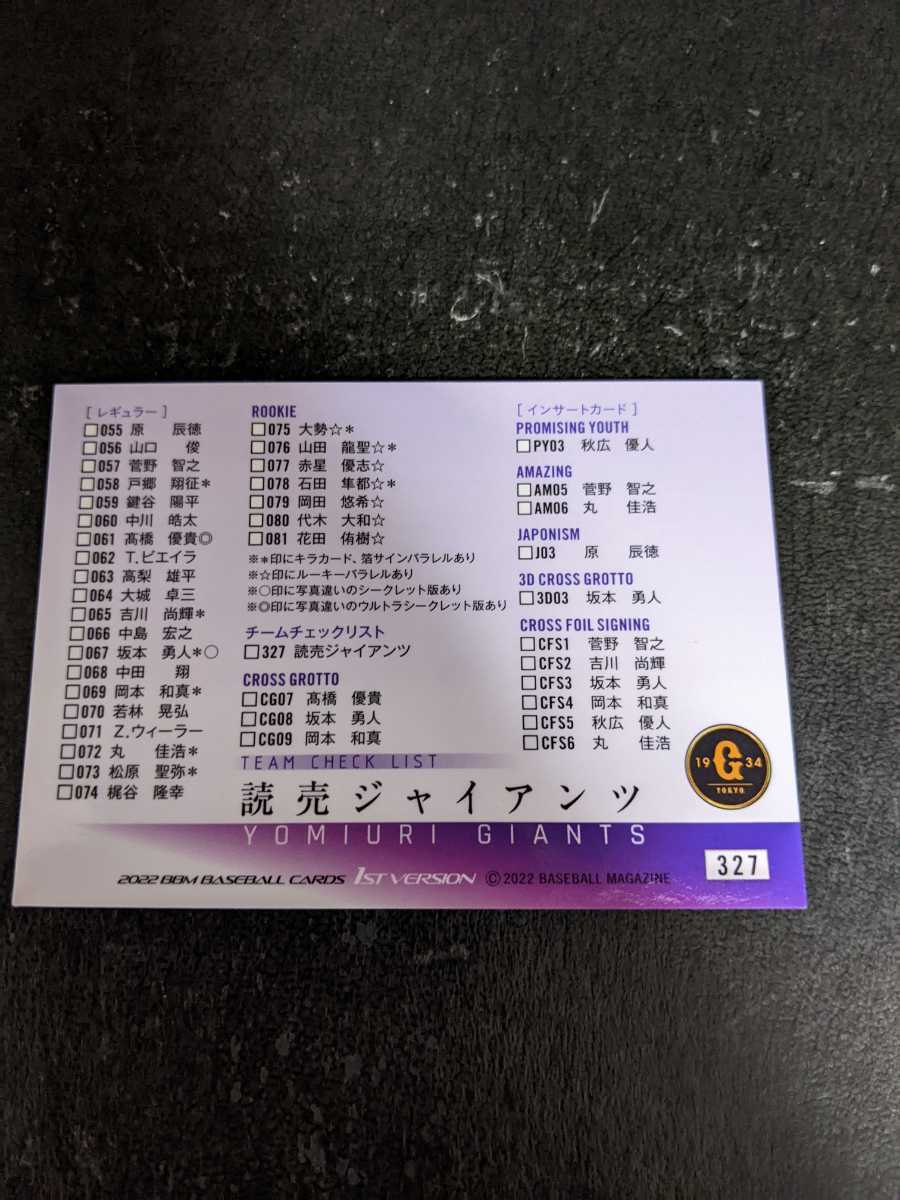 [ レギュラー ]
□055 原 辰徳
□056 山口 俊
□057 菅野 智之
□058 戸郷 翔征*
□059 鍵谷 陽平
□060 中川 皓太
□061 髙橋 優貴◎
□062 T.ビエイラ
□063 高梨 雄平
□064 大城 卓三
□065 吉川 尚輝*
□066 中島 宏之
□067 坂本 勇人*○
□068 中田 翔
□069 岡本 和真*
□070 若林 晃弘
□071 Z.ウィーラー
□072 丸 佳浩*
□073 松原 聖弥*
□074 梶谷 隆幸
ROOKIE
□075 大勢☆*
□076 山田 龍聖☆*
□077 赤星 優志☆
□078 石田 隼都☆*
□079 岡田 悠希☆
□080 代木 大和☆
□081 花田 侑樹☆
※*印にキラカード、箔サインパラレルあり
※☆印にルーキーパラレルあり
※○印に写真違いのシークレット版あり
※◎印に写真違いのウルトラシークレット版あり
チームチェックリスト
□327 読売ジャイアンツ
CROSS GROTTO
□CG07 髙橋 優貴
□CG08 坂本 勇人
□CG09 岡本 和真
[ インサートカード ]
PROMISING YOUTH
□PY03 秋広 優人
AMAZING
□AM05 菅野 智之
□AM06 丸 佳浩
JAPONISM
□J03 原 辰徳
3D CROSS GROTTO
□3D03 坂本 勇人
CROSS FOIL SIGNING
□CFS1 菅野 智之
□CFS2 吉川 尚輝
□CFS3 坂本 勇人
□CFS4 岡本 和真
□CFS5 秋広 優人
□CFS6 丸 佳浩
TEAM CHECK LIST
読売ジャイアンツ
YOMIURI GIANTS
19 G 34
TOKYO
327
2022 BBM BASEBALL CARDS 1ST VERSION ©2022 BASEBALL MAGAZINE